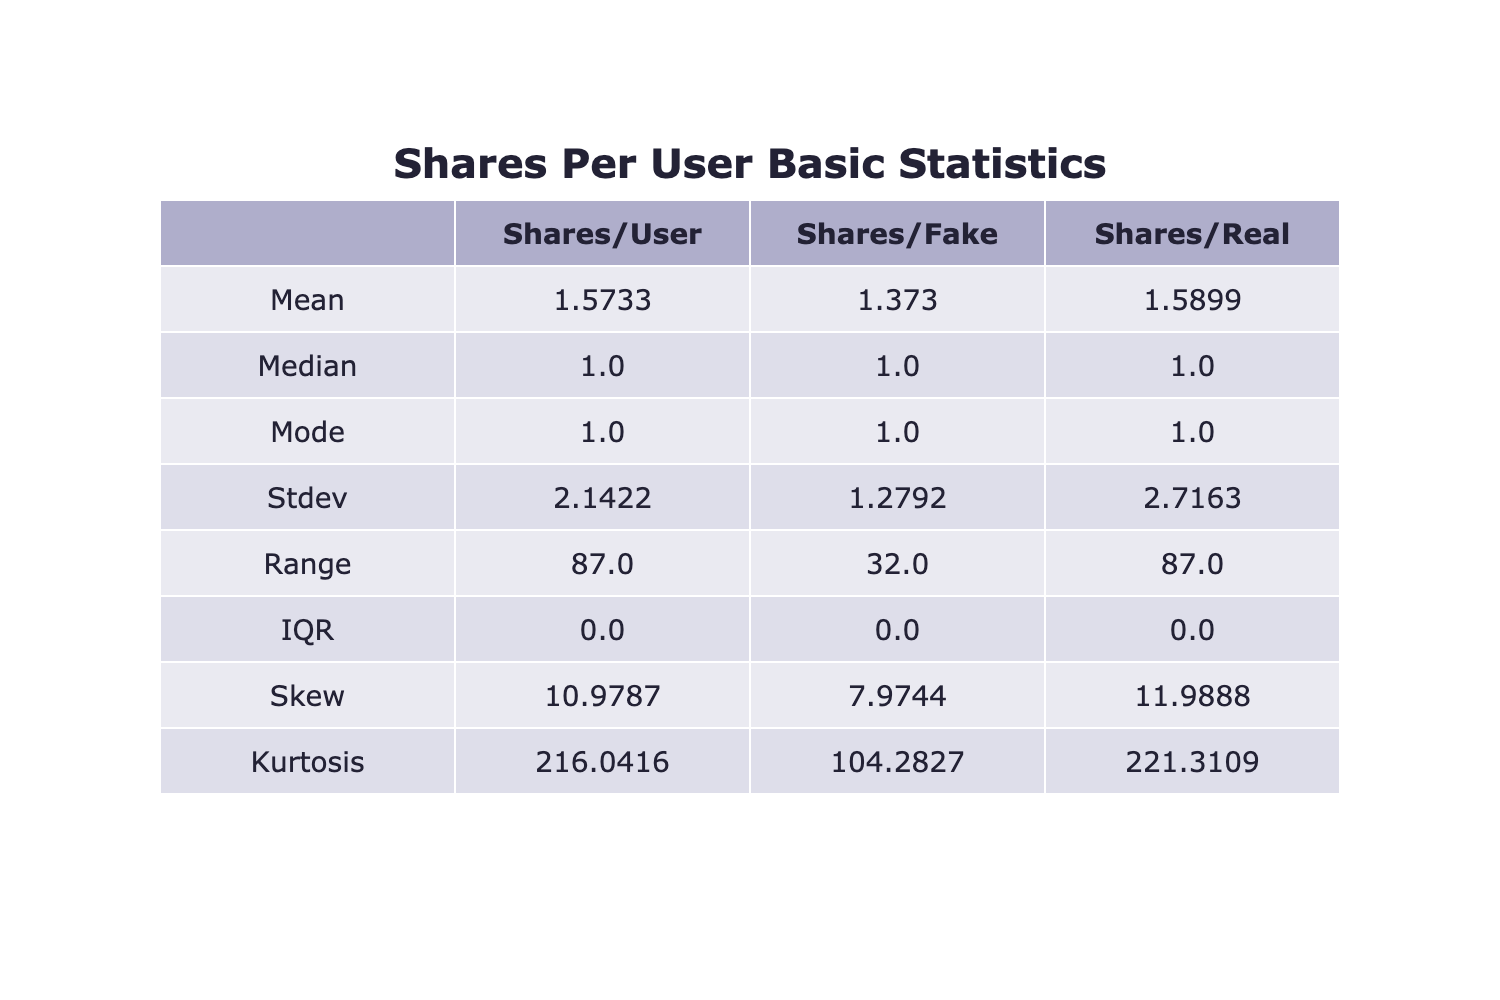 Shares Per User Basic Statistics
Shares/User Shares/Fake Shares/Real
Mean 1.5733 1.373 1.5899
Median 1.0 1.0 1.0
Mode 1.0 1.0 1.0
Stdev 2.1422 1.2792 2.7163
Range 87.0 32.0 87.0
IQR 0.0 0.0 0.0
Skew 10.9787 7.9744 11.9888
Kurtosis 216.0416 104.2827 221.3109